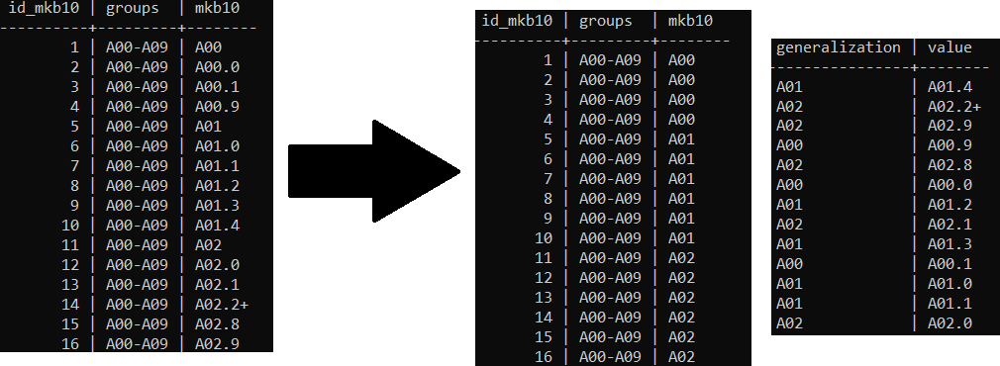 id_mkb10 | groups | mkb10
----------+---------+--------
1 | A00-A09 | A00
2 | A00-A09 | A00.0
3 | A00-A09 | A00.1
4 | A00-A09 | A00.9
5 | A00-A09 | A01
6 | A00-A09 | A01.0
7 | A00-A09 | A01.1
8 | A00-A09 | A01.2
9 | A00-A09 | A01.3
10 | A00-A09 | A01.4
11 | A00-A09 | A02
12 | A00-A09 | A02.0
13 | A00-A09 | A02.1
14 | A00-A09 | A02.2+
15 | A00-A09 | A02.8
16 | A00-A09 | A02.9
id_mkb10 | groups | mkb10
----------+---------+--------
1 | A00-A09 | A00
2 | A00-A09 | A00
3 | A00-A09 | A00
4 | A00-A09 | A00
5 | A00-A09 | A01
6 | A00-A09 | A01
7 | A00-A09 | A01
8 | A00-A09 | A01
9 | A00-A09 | A01
10 | A00-A09 | A01
11 | A00-A09 | A02
12 | A00-A09 | A02
13 | A00-A09 | A02
14 | A00-A09 | A02
15 | A00-A09 | A02
16 | A00-A09 | A02
generalization | value
----------------+--------
A01 | A01.4
A02 | A02.2+
A02 | A02.9
A00 | A00.9
A02 | A02.8
A00 | A00.0
A01 | A01.2
A02 | A02.1
A01 | A01.3
A00 | A00.1
A01 | A01.0
A01 | A01.1
A02 | A02.0